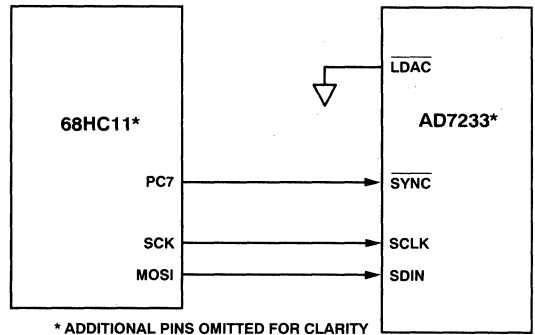 LDAC
68HC11*
AD7233*
PC7
SYNC
SCK
SCLK
MOSI
SDIN
* ADDITIONAL PINS OMITTED FOR CLARITY